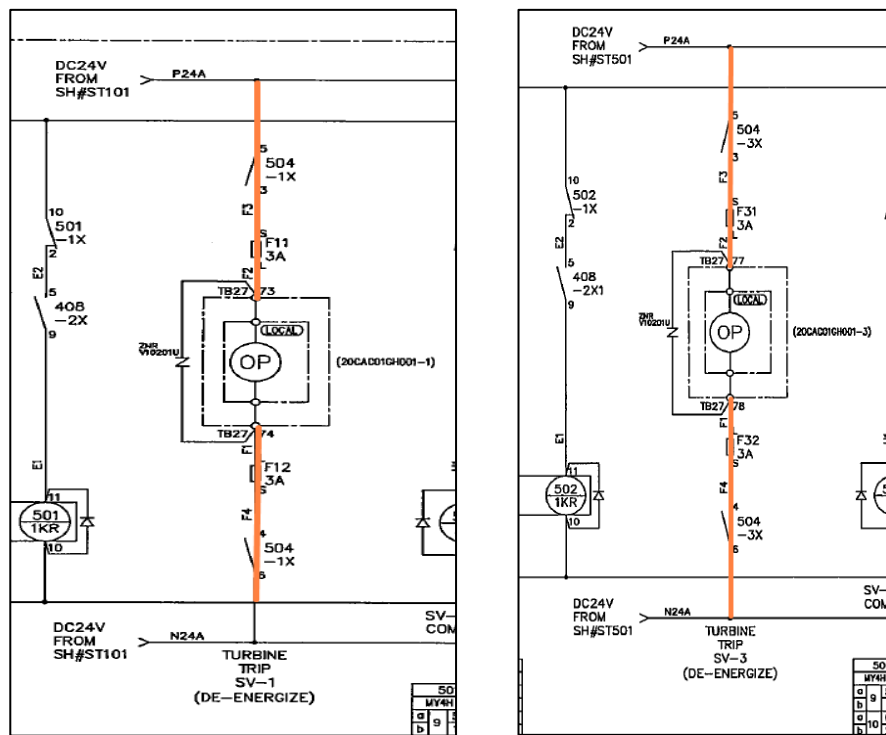 DC24V
FROM
SH#ST101
P24A
5
504
-1X
3
F3
10
501
-1X
2
E2
5
408
-2X
9
S
F11
3A
L
F2
TB27
73
(LOCAL)
ZNR
V10201U
OP
(20CAC01GH001-1)
TB27
74
F1
F12
3A
S
F4
4
504
-1X
6
E1
11
501
1KR
10
DC24V
FROM
SH#ST101
N24A
TURBINE
TRIP
SV-1
(DE-ENERGIZE)
SV-
COM
50
MY4H
a
9
b
DC24V
FROM
SH#ST501
P24A
5
504
-3X
3
F3
10
502
-1X
2
E2
5
408
-2X1
9
S
F31
3A
L
F2
TB27
77
(LOCAL)
ZNR
V10201U
OP
(20CAC01GH001-3)
TB27
78
F1
F32
3A
S
F4
4
504
-3X
6
E1
11
502
1KR
10
DC24V
FROM
SH#ST501
N24A
TURBINE
TRIP
SV-3
(DE-ENERGIZE)
SV-
COM
50
MY4H
a
9
b
a
10
b